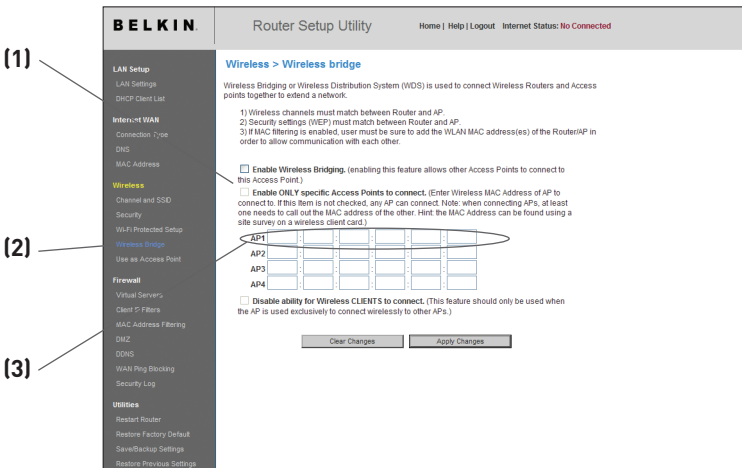 BELKIN.
Router Setup Utility
Home | Help | Logout Internet Status: No Connected
(1)
(2)
(3)
LAN Setup
LAN Settings
DHCP Client List
Internet WAN
Connection Type
DNS
MAC Address
Wireless
Channel and SSID
Security
Wi-Fi Protected Setup
Wireless Bridge
Use as Access Point
Firewall
Virtual Servers
Client IP Filters
MAC Address Filtering
DMZ
DDNS
WAN Ping Blocking
Security Log
Utilities
Restart Router
Restore Factory Default
Save/Backup Settings
Restore Previous Settings
Wireless > Wireless bridge
Wireless Bridging or Wireless Distribution System (WDS) is used to connect Wireless Routers and Access
points together to extend a network.
1) Wireless channels must match between Router and AP.
2) Security settings (WEP) must match between Router and AP.
3) If MAC filtering is enabled, user must be sure to add the WLAN MAC address(es) of the Router/AP in
order to allow communication with each other.
Enable Wireless Bridging. (enabling this feature allows other Access Points to connect to
this Access Point.)
Enable ONLY specific Access Points to connect. (Enter Wireless MAC Address of AP to
connect to. If this Item is not checked, any AP can connect. Note: when connecting APs, at least
one needs to call out the MAC address of the other. Hint: the MAC Address can be found using a
site survey on a wireless client card.)
AP1 : : : : :
AP2 : : : : :
AP3 : : : : :
AP4 : : : : :
Disable ability for Wireless CLIENTS to connect. (This feature should only be used when
the AP is used exclusively to connect wirelessly to other APs.)
Clear Changes
Apply Changes